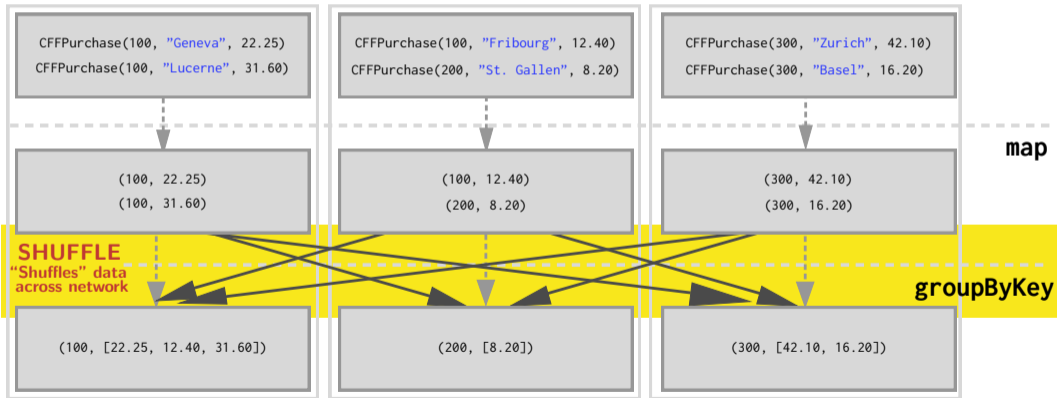 CFFPurchase(100, ”Geneva”, 22.25)
CFFPurchase(100, ”Lucerne”, 31.60)
CFFPurchase(100, ”Fribourg”, 12.40)
CFFPurchase(200, ”St. Gallen”, 8.20)
CFFPurchase(300, ”Zurich”, 42.10)
CFFPurchase(300, ”Basel”, 16.20)
map
(100, 22.25)
(100, 31.60)
(100, 12.40)
(200, 8.20)
(300, 42.10)
(300, 16.20)
SHUFFLE
“Shuffles” data
across network
groupByKey
(100, [22.25, 12.40, 31.60])
(200, [8.20])
(300, [42.10, 16.20])